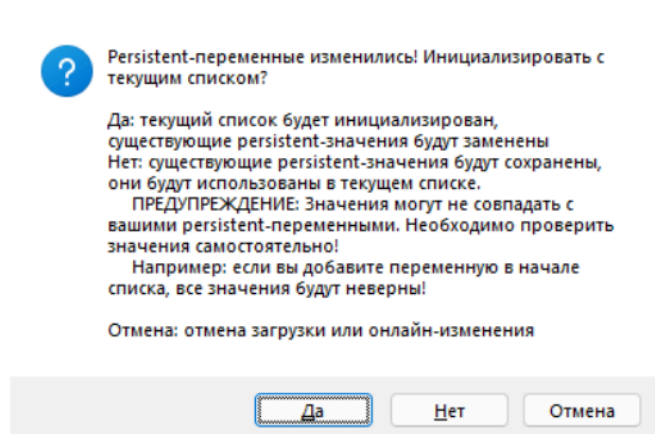 Persistent-переменные изменились! Инициализировать с
текущим списком?
Да: текущий список будет инициализирован,
существующие persistent-значения будут заменены
Нет: существующие persistent-значения будут сохранены,
они будут использованы в текущем списке.
ПРЕДУПРЕЖДЕНИЕ: Значения могут не совпадать с
вашими persistent-переменными. Необходимо проверить
значения самостоятельно!
Например: если вы добавите переменную в начале
списка, все значения будут неверны!
Отмена: отмена загрузки или онлайн-изменения
Да Нет Отмена